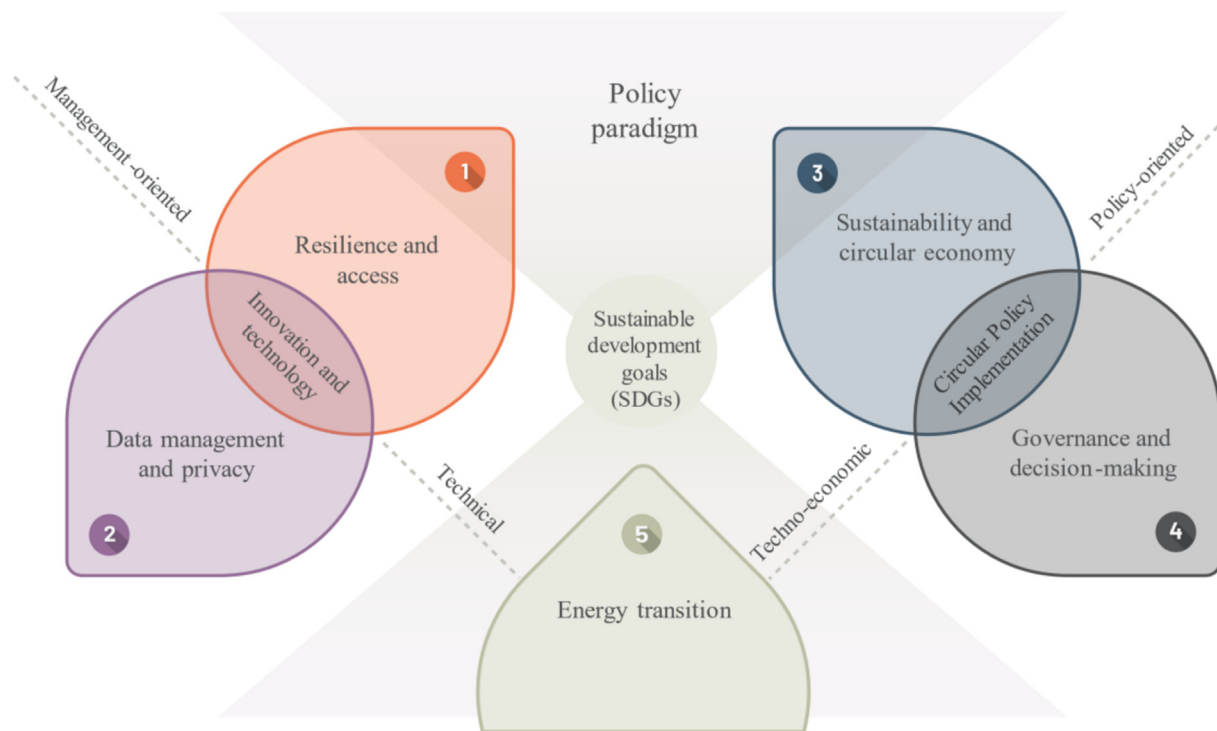 Policy
paradigm
Management-oriented
1
Resilience and
access
Innovation and
technology
Data management
and privacy
2
Technical
Sustainable
development
goals
(SDGs)
3
Sustainability and
circular economy
Policy-oriented
Circular Policy
Implementation
Governance and
decision-making
4
Techno-economic
5
Energy transition